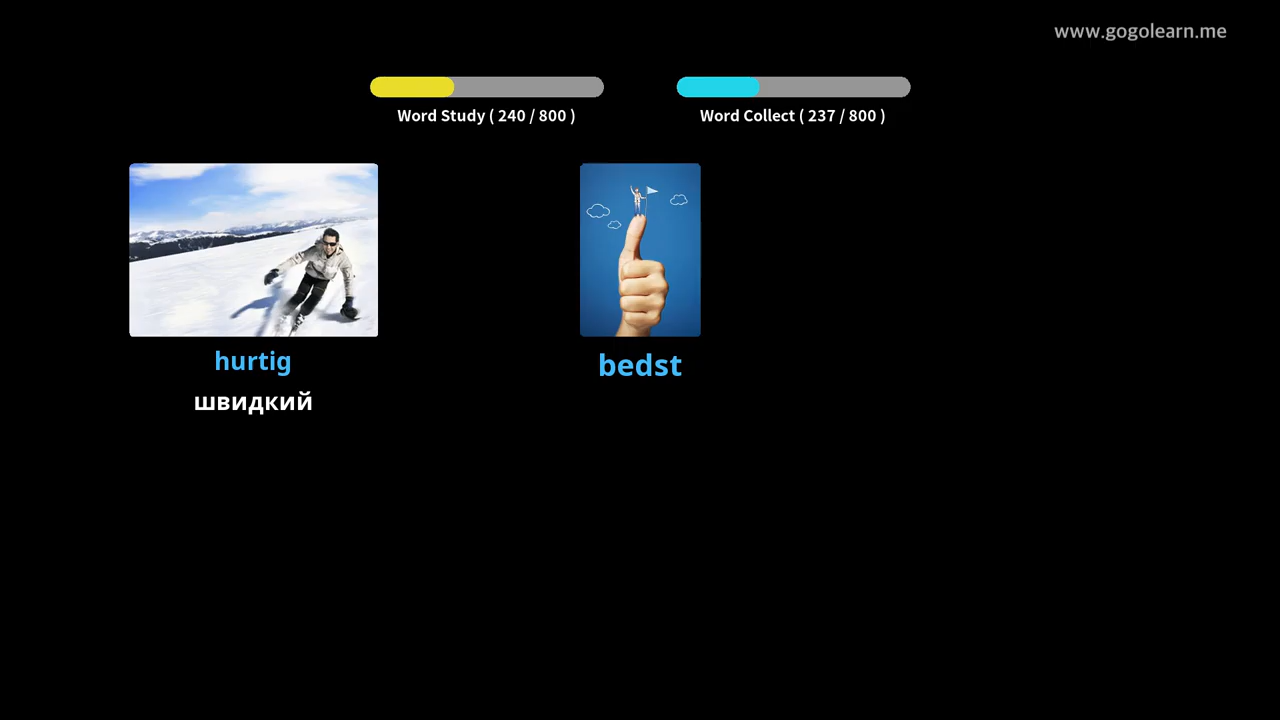 www.gogolearn.me
Word Study ( 240 / 800 )
Word Collect ( 237 / 800 )
hurtig
швидкий
bedst